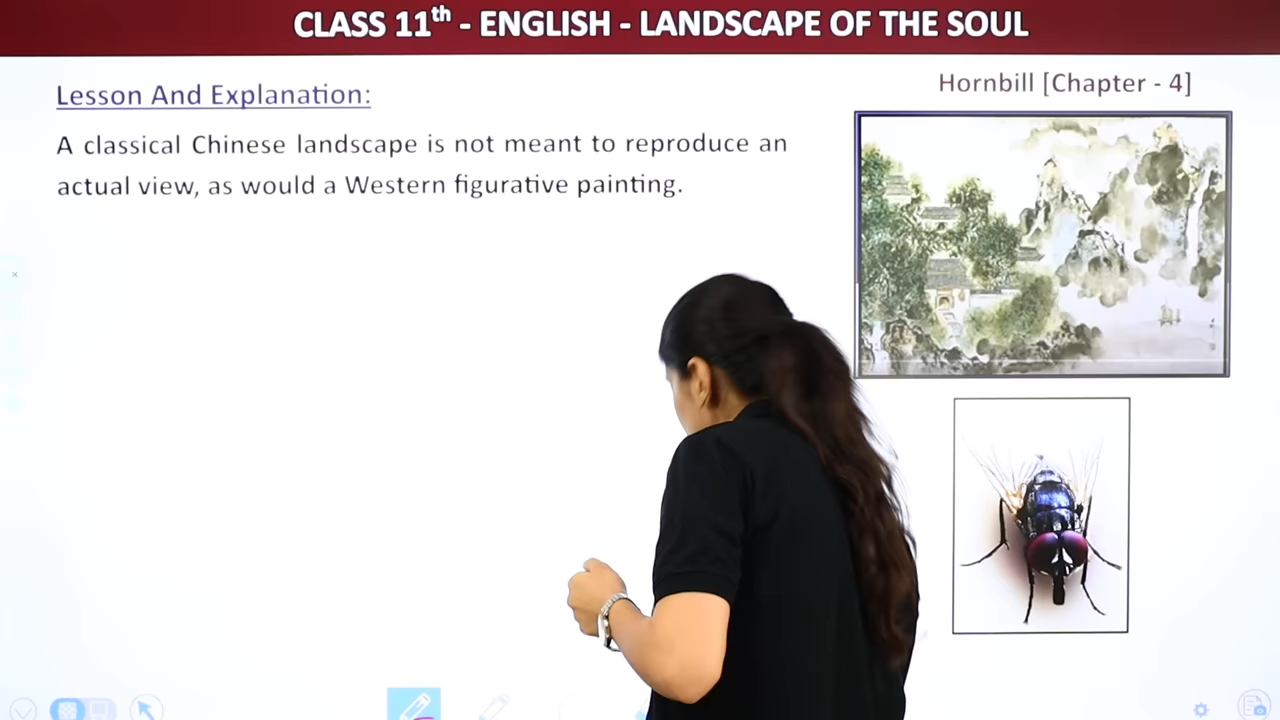 CLASS 11th - ENGLISH - LANDSCAPE OF THE SOUL
Lesson And Explanation:
Hornbill [Chapter - 4]
A classical Chinese landscape is not meant to reproduce an
actual view, as would a Western figurative painting.